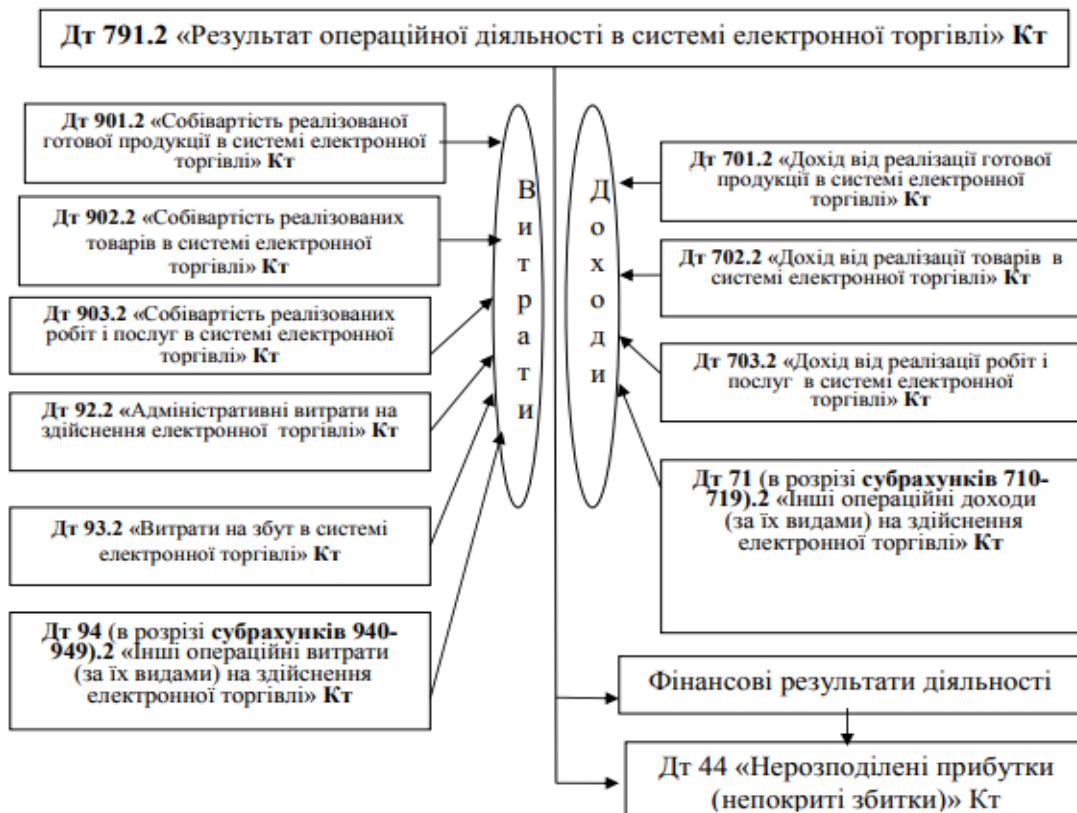 Дт 791.2 «Результат операційної діяльності в системі електронної торгівлі» Кт
Дт 901.2 «Собівартість реалізованої
готової продукції в системі електронної
торгівлі» Кт
Дт 902.2 «Собівартість реалізованих
товарів в системі електронної
торгівлі» Кт
Дт 903.2 «Собівартість реалізованих
робіт і послуг в системі електронної
торгівлі» Кт
Дт 92.2 «Адміністративні витрати на
здійснення електронної торгівлі» Кт
Дт 93.2 «Витрати на збут в системі
електронної торгівлі» Кт
Дт 94 (в розрізі субрахунків 940-
949).2 «Інші операційні витрати
(за їх видами) на здійснення
електронної торгівлі» Кт
Витрати
Доходи
Дт 701.2 «Дохід від реалізації готової
продукції в системі електронної
торгівлі» Кт
Дт 702.2 «Дохід від реалізації товарів в
системі електронної торгівлі» Кт
Дт 703.2 «Дохід від реалізації робіт і
послуг в системі електронної
торгівлі» Кт
Дт 71 (в розрізі субрахунків 710-
719).2 «Інші операційні доходи
(за їх видами) на здійснення
електронної торгівлі» Кт
Фінансові результати діяльності
Дт 44 «Нерозподілені прибутки
(непокриті збитки)» Кт